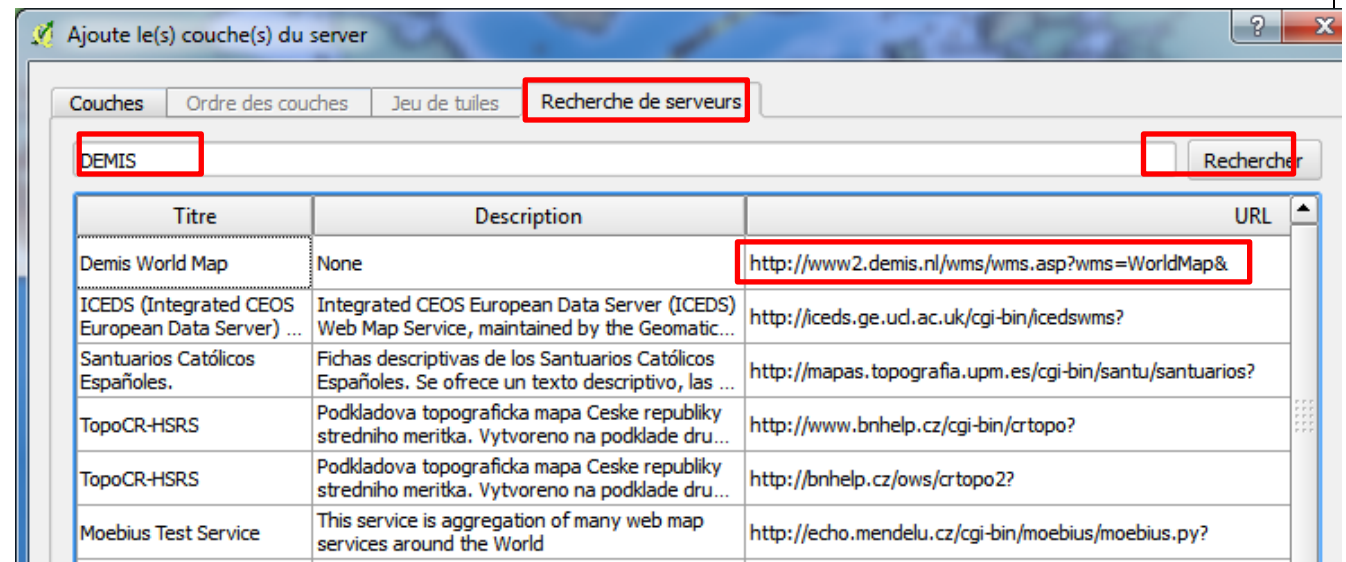 Ajoute le(s) couche(s) du server
?
X
Couches Ordre des couches Jeu de tuiles Recherche de serveurs
DEMIS Rechercher
Titre Description URL
Demis World Map None http://www2.demis.nl/wms/wms.asp?wms=WorldMap&
ICEDS (Integrated CEOS Integrated CEOS European Data Server (ICEDS)
European Data Server) ... Web Map Service, maintained by the Geomatic... http://iceds.ge.ucl.ac.uk/cgi-bin/icedswms?
Santuarios Católicos Fichas descriptivas de los Santuarios Católicos
Españoles. Españoles. Se ofrece un texto descriptivo, las ... http://mapas.topografia.upm.es/cgi-bin/santu/santuarios?
TopoCR-HSRS Podkladova topograficka mapa Ceske republiky
stredniho meritka. Vytvoreno na podklade dru... http://www.bnhelp.cz/cgi-bin/crtopo?
TopoCR-HSRS Podkladova topograficka mapa Ceske republiky
stredniho meritka. Vytvoreno na podklade dru... http://bnhelp.cz/ows/crtopo2?
Moebius Test Service This service is aggregation of many web map
services around the World http://echo.mendelu.cz/cgi-bin/moebius/moebius.py?